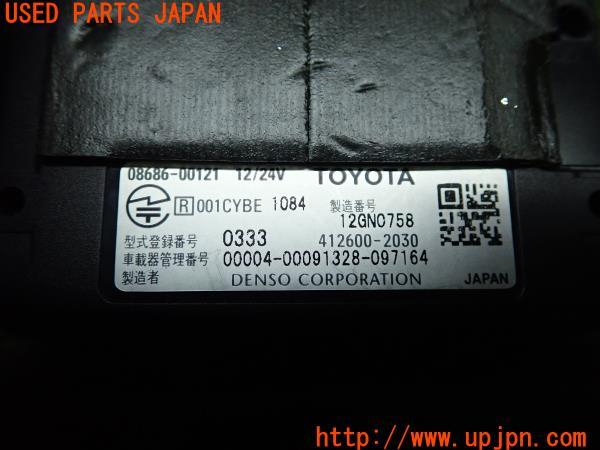 USED PARTS JAPAN
08686-00121 12/24V TOYOTA
R 001CYBE 1084 製造番号
12GN0758
型式登録番号 0333 412600-2030
車載器管理番号 00004-00091328-097164
製造者 DENSO CORPORATION JAPAN
http://www.upjpn.com